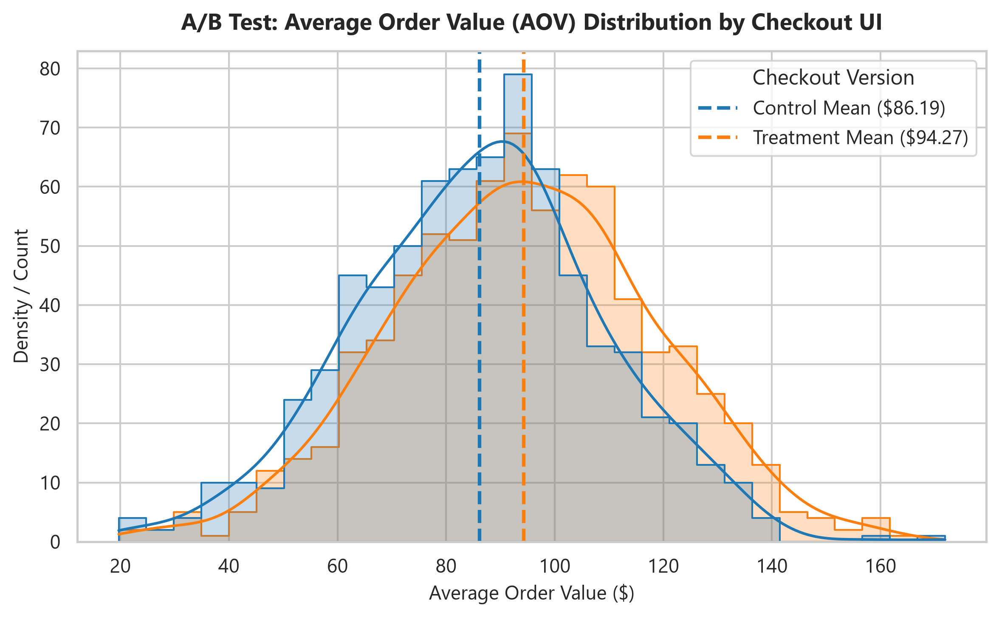 A/B Test: Average Order Value (AOV) Distribution by Checkout UI
Checkout Version
Control Mean ($86.19)
Treatment Mean ($94.27)
Density / Count
80
70
60
50
40
30
20
10
0
20 40 60 80 100 120 140 160
Average Order Value ($)